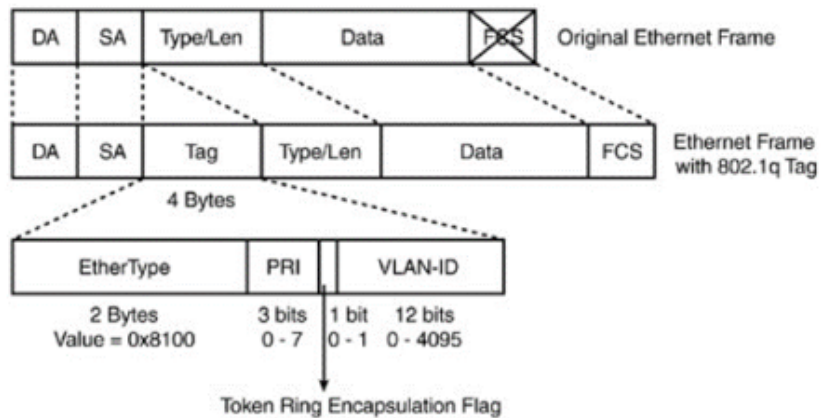 DA SA Type/Len Data FCS Original Ethernet Frame
DA SA Tag Type/Len Data FCS Ethernet Frame
with 802.1q Tag
4 Bytes
EtherType PRI VLAN-ID
2 Bytes 3 bits 1 bit 12 bits
Value = 0x8100 0 - 7 0 - 1 0 - 4095
Token Ring Encapsulation Flag